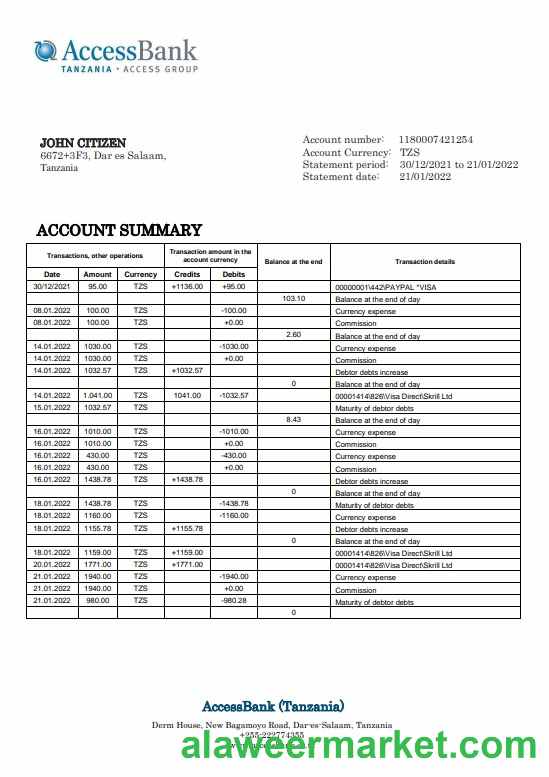 AccessBank
TANZANIA • ACCESS GROUP
JOHN CITIZEN
6672+3F3, Dar es Salaam,
Tanzania
Account number: 1180007421254
Account Currency: TZS
Statement period: 30/12/2021 to 21/01/2022
Statement date: 21/01/2022
ACCOUNT SUMMARY
Transactions, other operations Transaction amount in the account currency Balance at the end Transaction details
Date Amount Currency Credits Debits
30/12/2021 95.00 TZS +1136.00 +95.00 00000001\442\PAYPAL *VISA
103.10 Balance at the end of day
08.01.2022 100.00 TZS -100.00 Currency expense
08.01.2022 100.00 TZS +0.00 Commission
2.60 Balance at the end of day
14.01.2022 1030.00 TZS -1030.00 Currency expense
14.01.2022 1030.00 TZS +0.00 Commission
14.01.2022 1032.57 TZS +1032.57 Debtor debts increase
0 Balance at the end of day
14.01.2022 1.041.00 TZS 1041.00 -1032.57 00001414\826\Visa Direct\Skrill Ltd
15.01.2022 1032.57 TZS Maturity of debtor debts
8.43 Balance at the end of day
16.01.2022 1010.00 TZS -1010.00 Currency expense
16.01.2022 1010.00 TZS +0.00 Commission
16.01.2022 430.00 TZS -430.00 Currency expense
16.01.2022 430.00 TZS +0.00 Commission
16.01.2022 1438.78 TZS +1438.78 Debtor debts increase
0 Balance at the end of day
18.01.2022 1438.78 TZS -1438.78 Maturity of debtor debts
18.01.2022 1160.00 TZS -1160.00 Currency expense
18.01.2022 1155.78 TZS +1155.78 Debtor debts increase
0 Balance at the end of day
18.01.2022 1159.00 TZS +1159.00 00001414\826\Visa Direct\Skrill Ltd
20.01.2022 1771.00 TZS +1771.00 00001414\826\Visa Direct\Skrill Ltd
21.01.2022 1940.00 TZS -1940.00 Currency expense
21.01.2022 1940.00 TZS +0.00 Commission
21.01.2022 980.00 TZS -980.28 Maturity of debtor debts
0
AccessBank (Tanzania)
Derm House, New Bagamoyo Road, Dar-es-Salaam, Tanzania
+255-222774355
alaweermarket.com